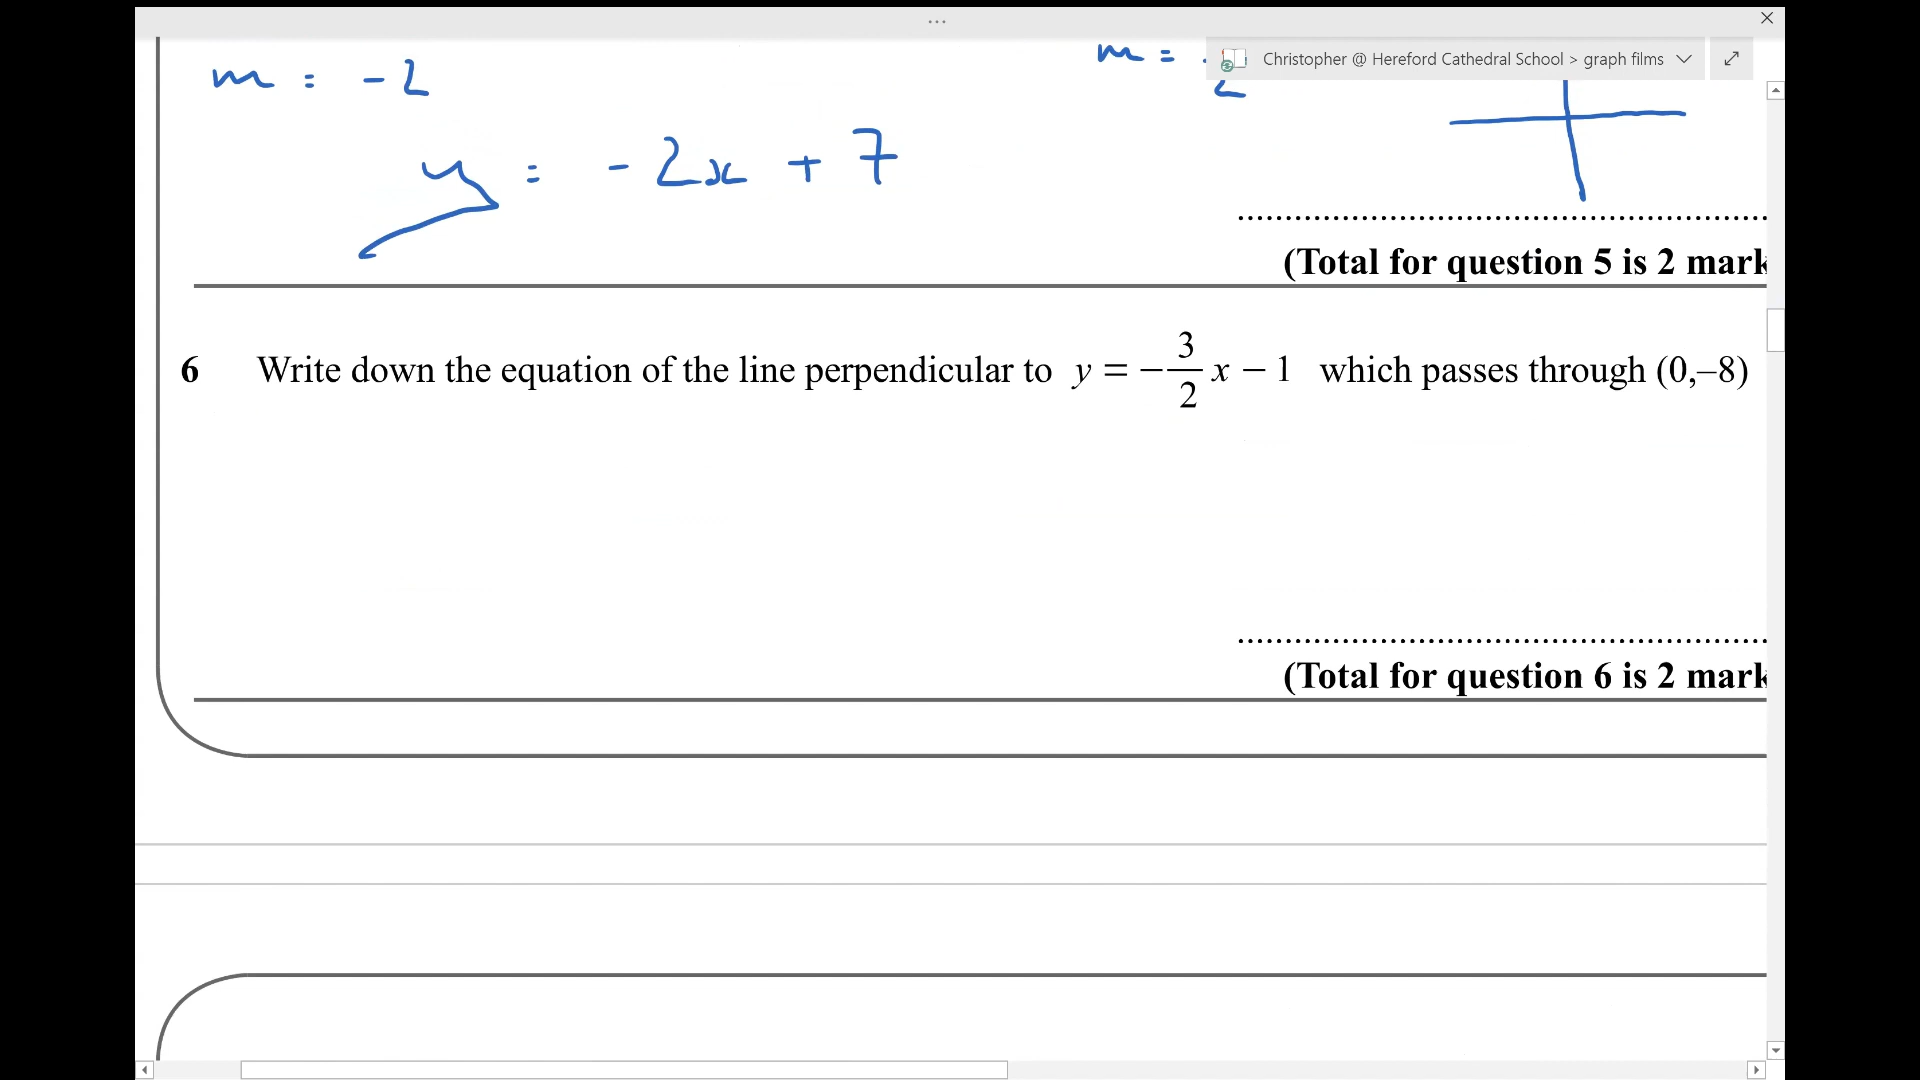 Christopher @ Hereford Cathedral School > graph films
m = -2
m =
2
y = -2x + 7
(Total for question 5 is 2 mark
6 Write down the equation of the line perpendicular to y = −3/2 x − 1 which passes through (0,–8)
(Total for question 6 is 2 mark